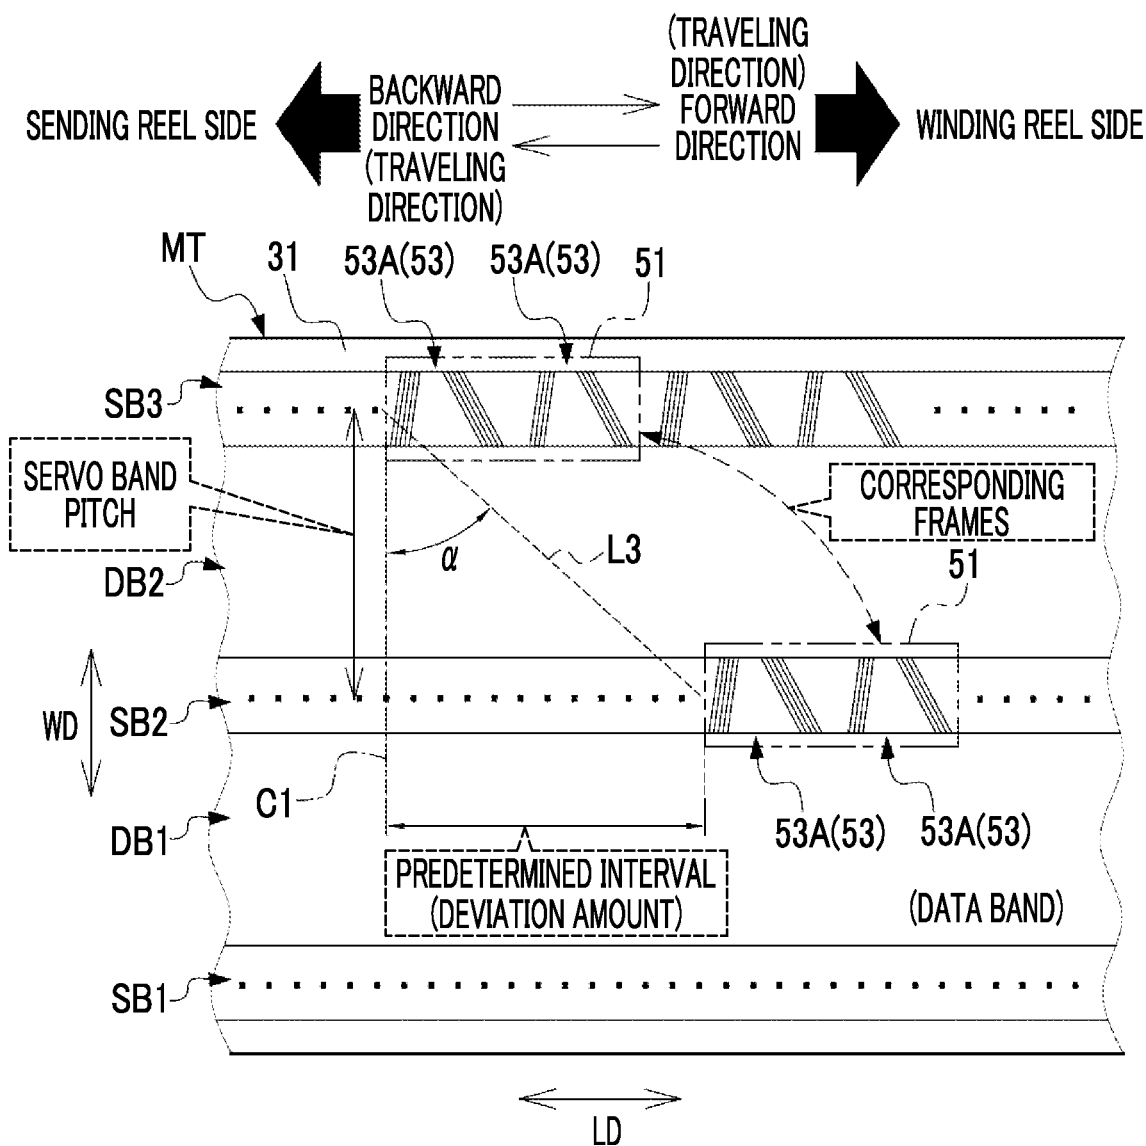 (TRAVELING
DIRECTION)
FORWARD
DIRECTION
BACKWARD
DIRECTION
(TRAVELING
DIRECTION)
SENDING REEL SIDE
WINDING REEL SIDE
MT
31
53A(53)
53A(53)
51
SB3
SERVO BAND
PITCH
CORRESPONDING
FRAMES
α
L3
51
DB2
WD
SB2
C1
DB1
53A(53)
53A(53)
PREDETERMINED INTERVAL
(DEVIATION AMOUNT)
(DATA BAND)
SB1
LD